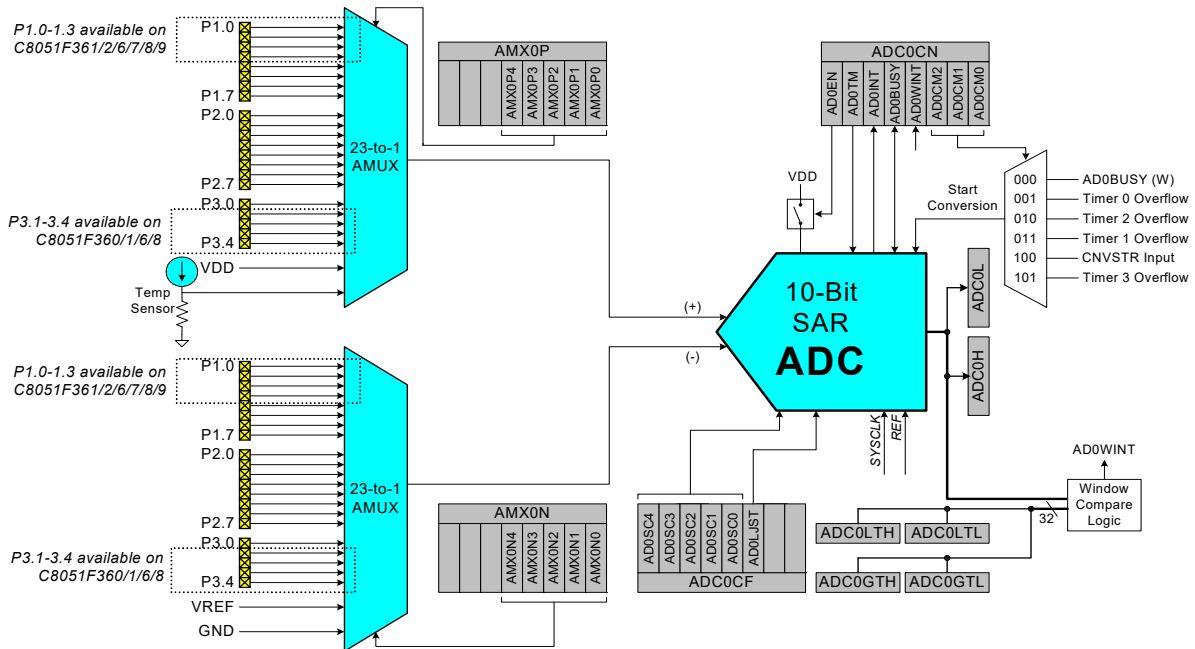 P1.0-1.3 available on
C8051F361/2/6/7/8/9
P1.0
P1.7
P2.0
P2.7
P3.0
P3.1-3.4 available on
C8051F360/1/6/8
P3.4
VDD
Temp
Sensor
23-to-1
AMUX
AMX0P
AMX0P4
AMX0P3
AMX0P2
AMX0P1
AMX0P0
(+)
(-)
P1.0-1.3 available on
C8051F361/2/6/7/8/9
P1.0
P1.7
P2.0
P2.7
P3.0
P3.1-3.4 available on
C8051F360/1/6/8
P3.4
VREF
GND
23-to-1
AMUX
AMX0N
AMX0N4
AMX0N3
AMX0N2
AMX0N1
AMX0N0
ADC0CN
AD0EN
AD0TM
AD0INT
AD0BUSY
AD0WINT
AD0CM2
AD0CM1
AD0CM0
VDD
Start
Conversion
000
AD0BUSY (W)
001
Timer 0 Overflow
010
Timer 2 Overflow
011
Timer 1 Overflow
100
CNVSTR Input
101
Timer 3 Overflow
10-Bit
SAR
ADC
ADC0L
ADC0H
SYSCLK
REF
AD0SC4
AD0SC3
AD0SC2
AD0SC1
AD0SC0
AD0LJST
ADC0CF
AD0WINT
Window
Compare
Logic
32
ADC0LTH
ADC0LTL
ADC0GTH
ADC0GTL